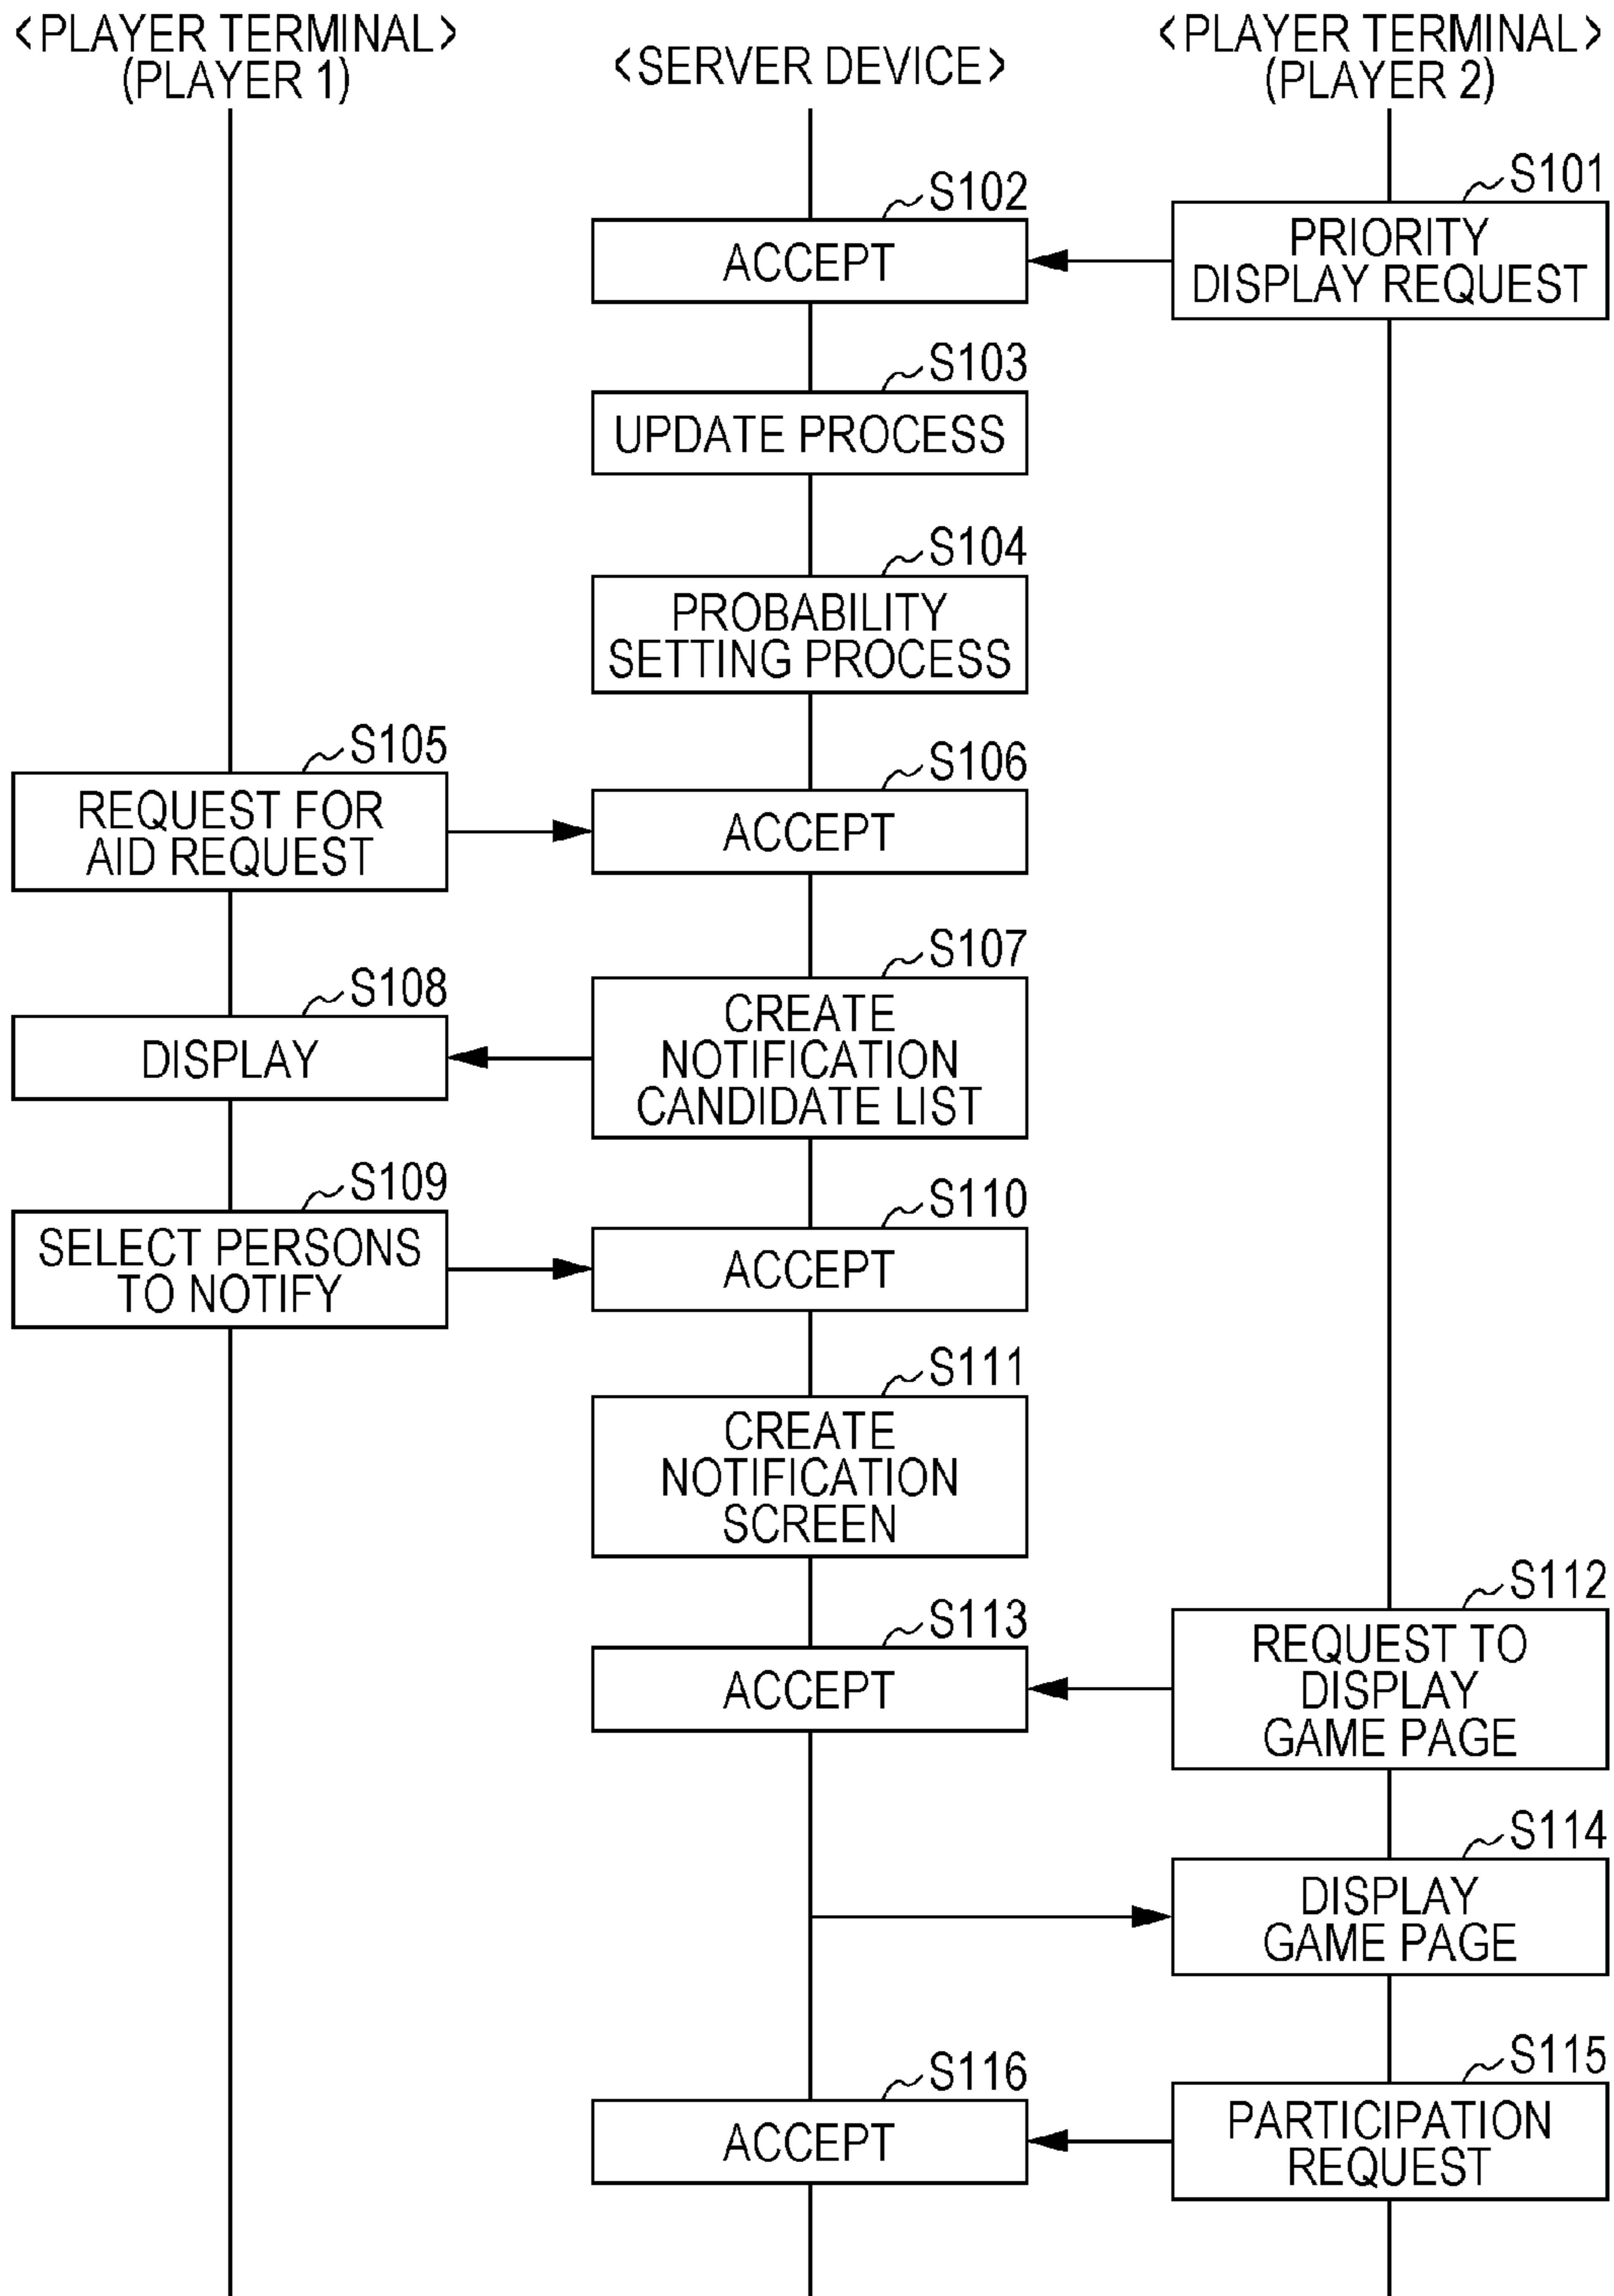 <PLAYER TERMINAL>
(PLAYER 1)
<SERVER DEVICE>
<PLAYER TERMINAL>
(PLAYER 2)
S101
PRIORITY
DISPLAY REQUEST
S102
ACCEPT
S103
UPDATE PROCESS
S104
PROBABILITY
SETTING PROCESS
S105
REQUEST FOR
AID REQUEST
S106
ACCEPT
S107
CREATE
NOTIFICATION
CANDIDATE LIST
S108
DISPLAY
S109
SELECT PERSONS
TO NOTIFY
S110
ACCEPT
S111
CREATE
NOTIFICATION
SCREEN
S112
REQUEST TO
DISPLAY
GAME PAGE
S113
ACCEPT
S114
DISPLAY
GAME PAGE
S115
PARTICIPATION
REQUEST
S116
ACCEPT